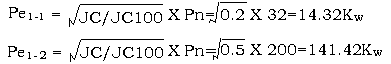 Pe1-1 = √JC/JC100 X Pn=√0.2 X 32=14.32Kw
Pe1-2 = √JC/JC100 X Pn=√0.5 X 200=141.42Kw